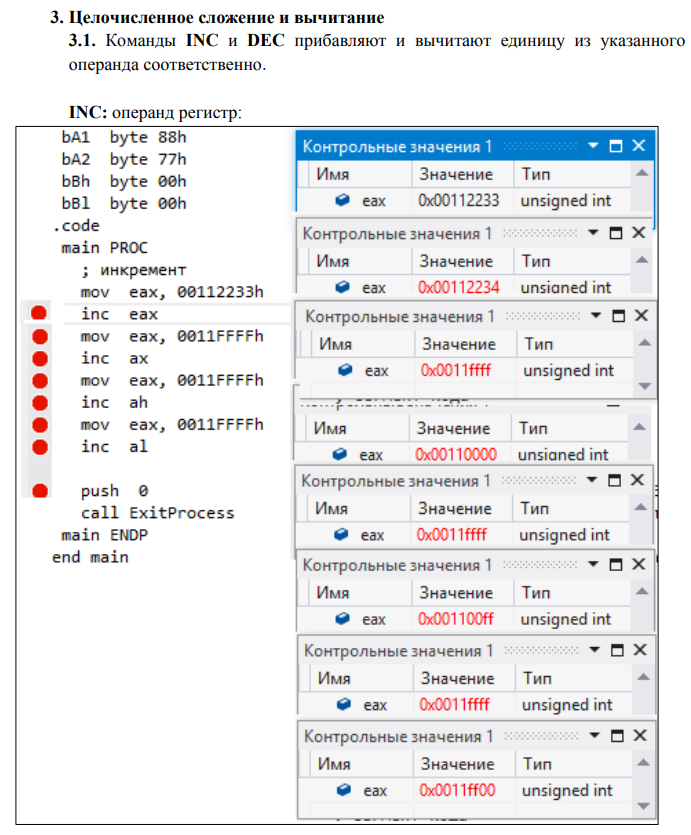 3. Целочисленное сложение и вычитание
3.1. Команды INC и DEC прибавляют и вычитают единицу из указанного
операнда соответственно.
INC: операнд регистр:
bA1 byte 88h
bA2 byte 77h
bBh byte 00h
bBl byte 00h
.code
main PROC
; инкремент
mov eax, 00112233h
inc eax
mov eax, 0011FFFFh
inc ax
mov eax, 0011FFFFh
inc ah
mov eax, 0011FFFFh
inc al
push 0
call ExitProcess
main ENDP
end main
Контрольные значения 1
Имя Значение Тип
eax 0x00112233 unsigned int
Контрольные значения 1
Имя Значение Тип
eax 0x00112234 unsigned int
Контрольные значения 1
Имя Значение Тип
eax 0x0011ffff unsigned int
Имя Значение Тип
eax 0x00110000 unsigned int
Контрольные значения 1
Имя Значение Тип
eax 0x0011ffff unsigned int
Контрольные значения 1
Имя Значение Тип
eax 0x001100ff unsigned int
Контрольные значения 1
Имя Значение Тип
eax 0x0011ffff unsigned int
Контрольные значения 1
Имя Значение Тип
eax 0x0011ff00 unsigned int